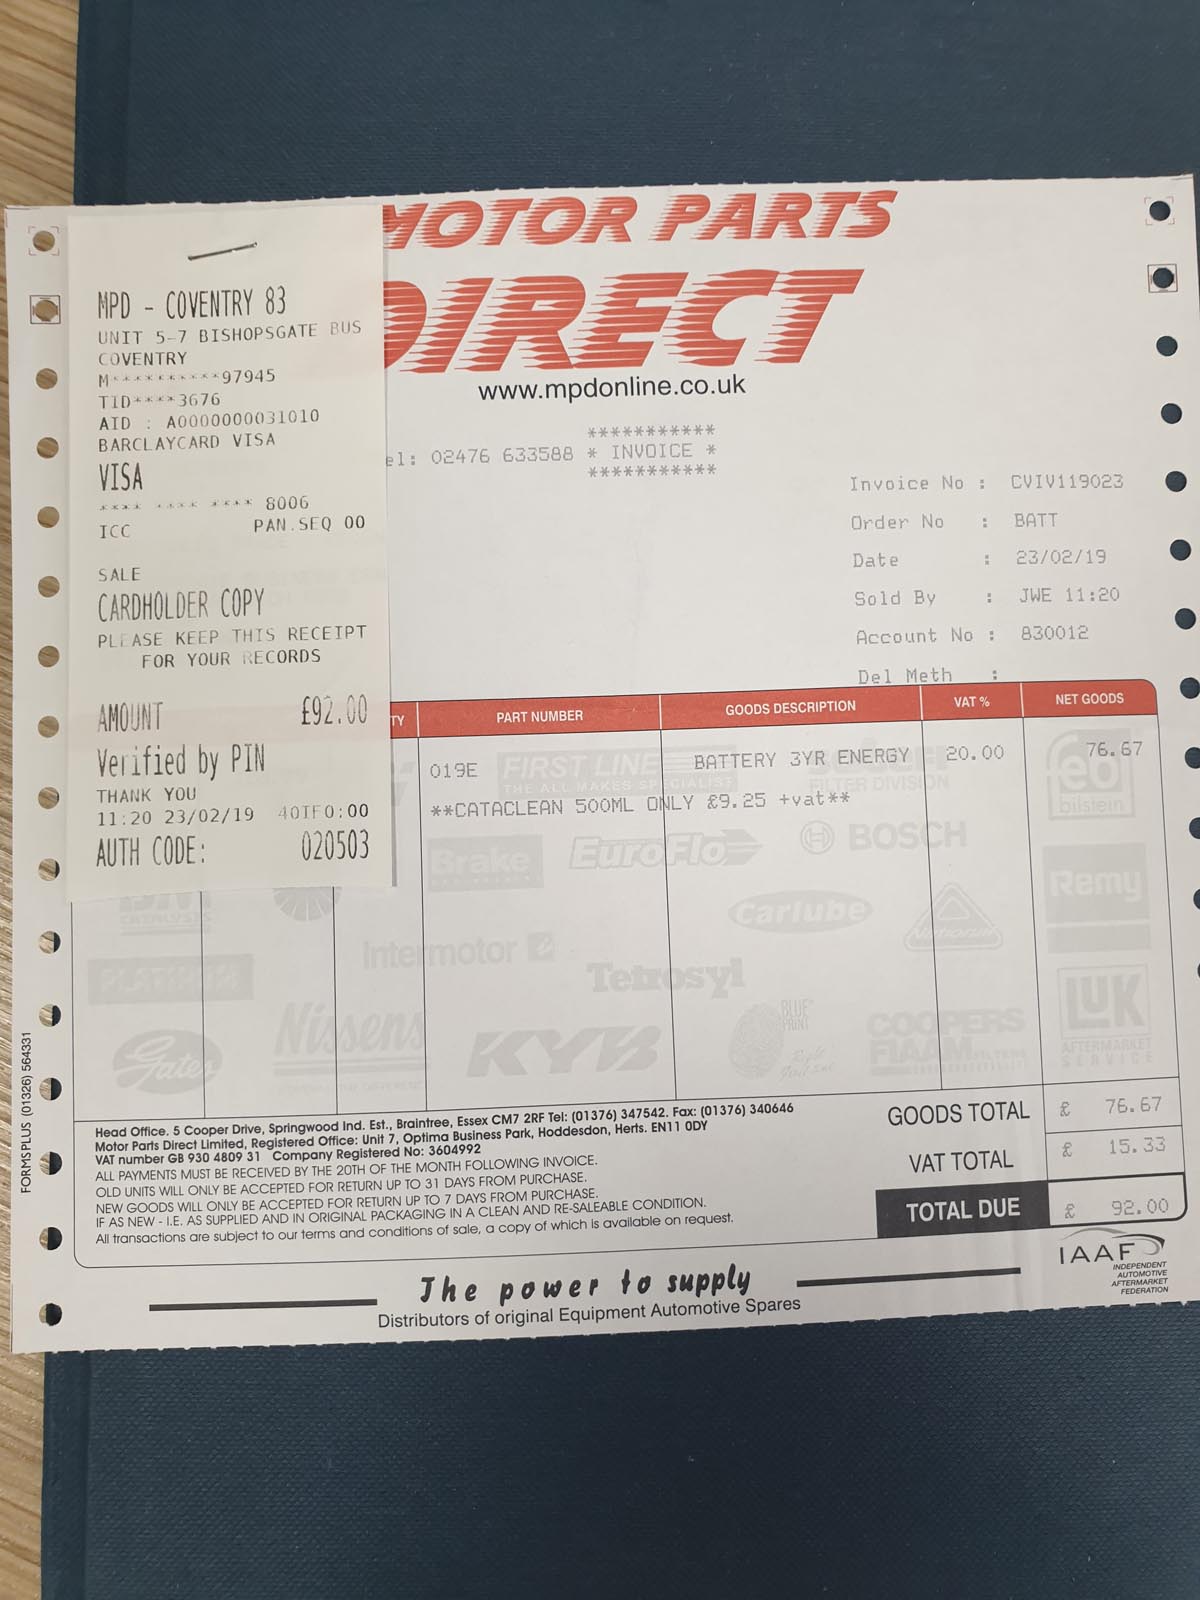 MOTOR PARTS
DIRECT
www.mpdonline.co.uk
MPD - COVENTRY 83
UNIT 5-7 BISHOPSGATE BUS
COVENTRY
M**********97945
TID****3676
AID : A0000000031010
BARCLAYCARD VISA
VISA
**** **** **** 8006
ICC PAN.SEQ 00
SALE
CARDHOLDER COPY
PLEASE KEEP THIS RECEIPT
FOR YOUR RECORDS
AMOUNT £92.00
Verified by PIN
THANK YOU
11:20 23/02/19 40TF0:00
AUTH CODE: 020503
***********
el: 02476 633588 * INVOICE *
***********
Invoice No : CVIV119023
Order No : BATT
Date : 23/02/19
Sold By : JWE 11:20
Account No : 830012
Del Meth :
TY PART NUMBER GOODS DESCRIPTION VAT % NET GOODS
019E BATTERY 3YR ENERGY 20.00 76.67
**CATACLEAN 500ML ONLY £9.25 +vat**
FIRST LINE
THE ALL MAKES SPECIALIST
FILTER DIVISION
febi
bilstein
Brake
EuroFlo
BOSCH
Remy
CATALYSTS
Carlube
National
Intermotor
PLATINUM
Tetrosyl
LUK
AFTERMARKET
SERVICE
Nissens
BLUE
PRINT
Gates
KYB
COOPERS
FIAAM FILTERS
GOODS TOTAL £ 76.67
VAT TOTAL £ 15.33
TOTAL DUE £ 92.00
Head Office. 5 Cooper Drive, Springwood Ind. Est., Braintree, Essex CM7 2RF Tel: (01376) 347542. Fax: (01376) 340646
Motor Parts Direct Limited, Registered Office: Unit 7, Optima Business Park, Hoddesdon, Herts. EN11 0DY
VAT number GB 930 4809 31 Company Registered No: 3604992
ALL PAYMENTS MUST BE RECEIVED BY THE 20TH OF THE MONTH FOLLOWING INVOICE.
OLD UNITS WILL ONLY BE ACCEPTED FOR RETURN UP TO 31 DAYS FROM PURCHASE.
NEW GOODS WILL ONLY BE ACCEPTED FOR RETURN UP TO 7 DAYS FROM PURCHASE.
IF AS NEW - I.E. AS SUPPLIED AND IN ORIGINAL PACKAGING IN A CLEAN AND RE-SALEABLE CONDITION.
All transactions are subject to our terms and conditions of sale, a copy of which is available on request.
The power to supply
Distributors of original Equipment Automotive Spares
IAAF
INDEPENDENT
AUTOMOTIVE
AFTERMARKET
FEDERATION
FORMSPLUS (01326) 564331